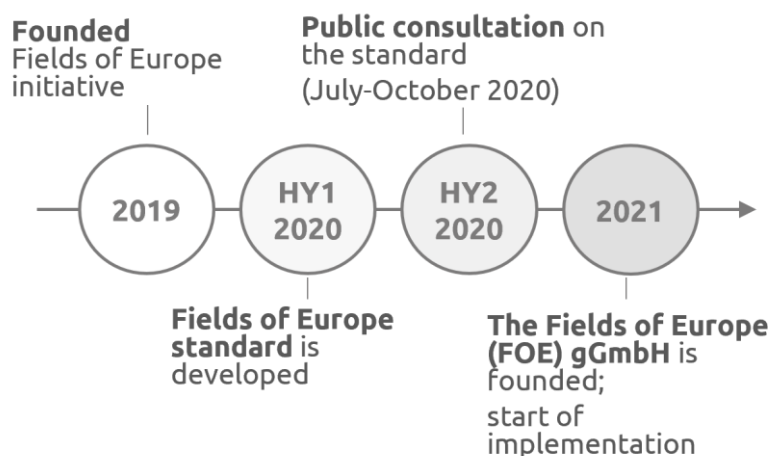 Founded
Fields of Europe
initiative
Public consultation on
the standard
(July-October 2020)
2019
HY1
2020
HY2
2020
2021
Fields of Europe
standard is
developed
The Fields of Europe
(FOE) gGmbH is
founded;
start of
implementation